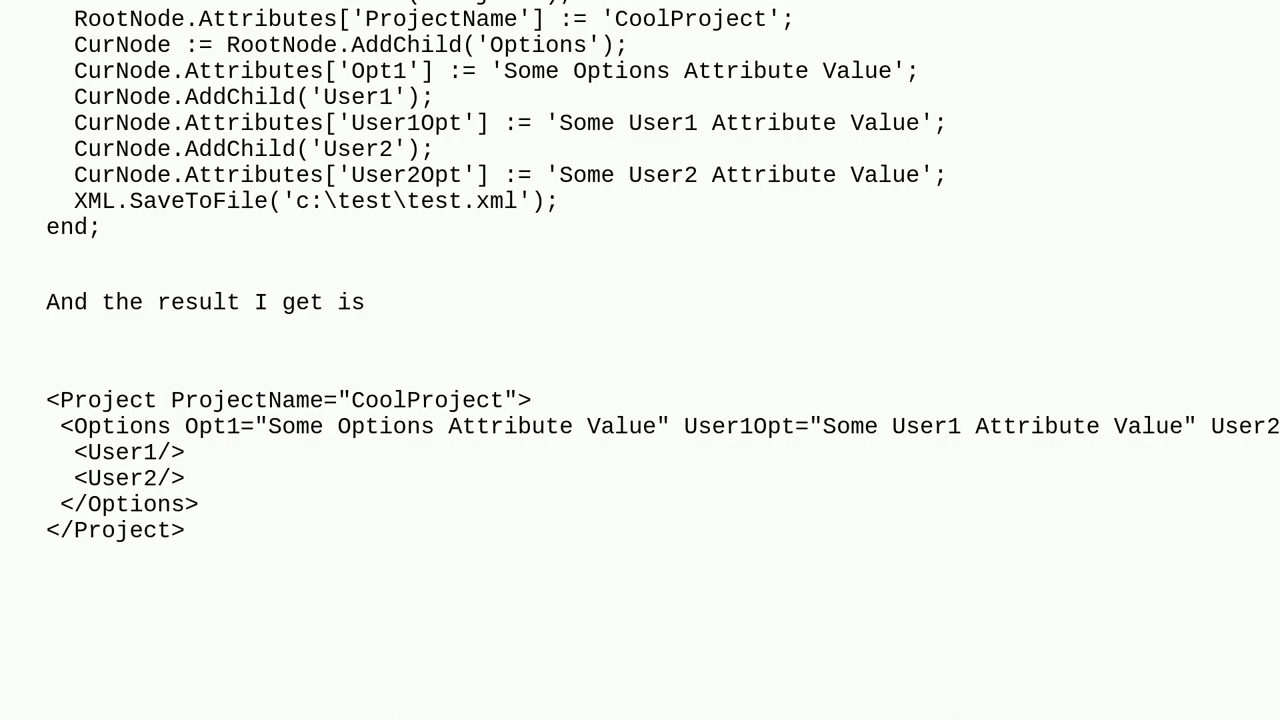 RootNode.Attributes['ProjectName'] := 'CoolProject';
CurNode := RootNode.AddChild('Options');
CurNode.Attributes['Opt1'] := 'Some Options Attribute Value';
CurNode.AddChild('User1');
CurNode.Attributes['User1Opt'] := 'Some User1 Attribute Value';
CurNode.AddChild('User2');
CurNode.Attributes['User2Opt'] := 'Some User2 Attribute Value';
XML.SaveToFile('c:\test\test.xml');
end;
And the result I get is
<Project ProjectName="CoolProject">
<Options Opt1="Some Options Attribute Value" User1Opt="Some User1 Attribute Value" User2
<User1/>
<User2/>
</Options>
</Project>